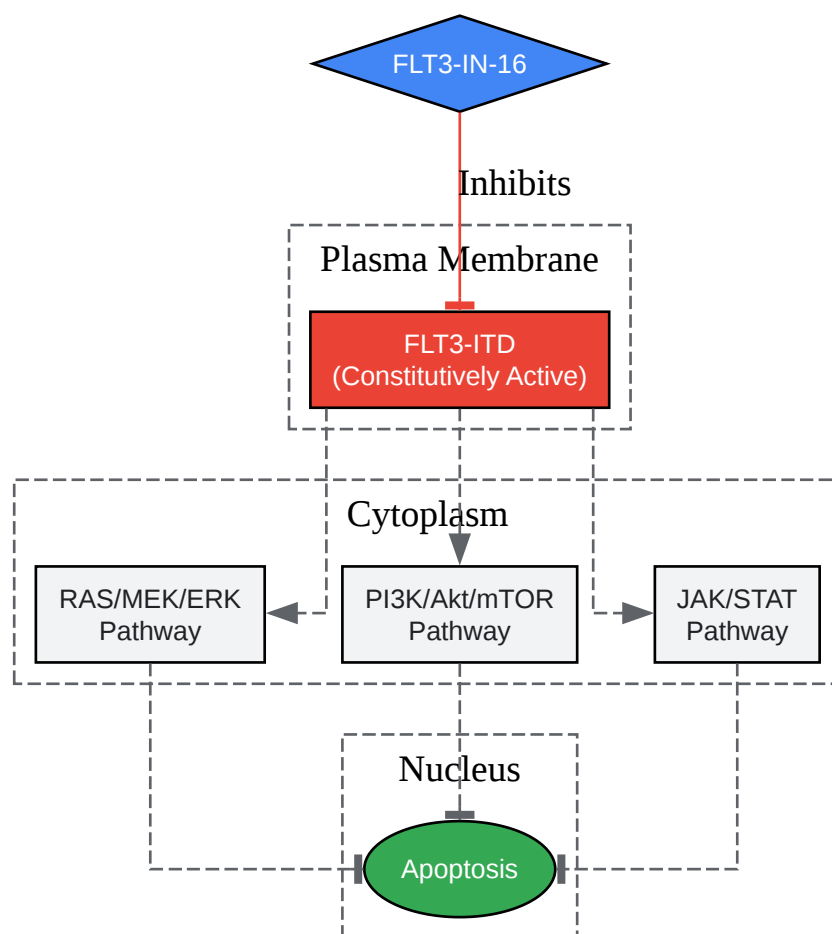 FLT3-IN-16
Inhibits
Plasma Membrane
FLT3-ITD
(Constitutively Active)
Cytoplasm
RAS/MEK/ERK
Pathway
PI3K/Akt/mTOR
Pathway
JAK/STAT
Pathway
Nucleus
Apoptosis